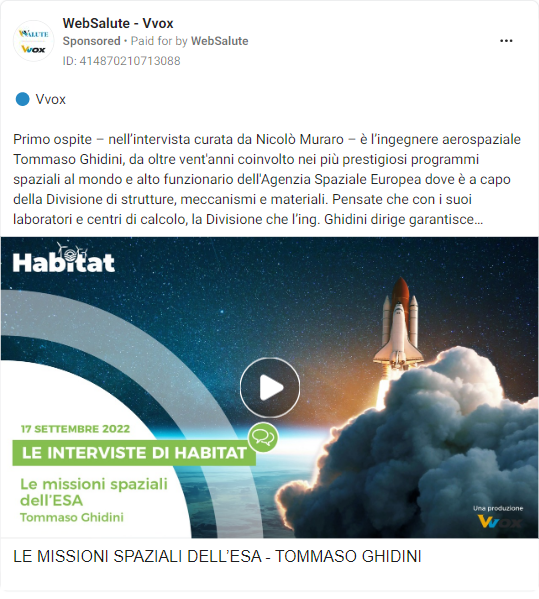 WebSalute - Vvox
Sponsored • Paid for by WebSalute
ID: 414870210713088
Vvox
Primo ospite – nell'intervista curata da Nicolò Muraro – è l'ingegnere aerospaziale
Tommaso Ghidini, da oltre vent'anni coinvolto nei più prestigiosi programmi
spaziali al mondo e alto funzionario dell'Agenzia Spaziale Europea dove è a capo
della Divisione di strutture, meccanismi e materiali. Pensate che con i suoi
laboratori e centri di calcolo, la Divisione che l'ing. Ghidini dirige garantisce...
Habitat
17 SETTEMBRE 2022
LE INTERVISTE DI HABITAT
Le missioni spaziali
dell'ESA
Tommaso Ghidini
Una produzione
Vvox
LE MISSIONI SPAZIALI DELL'ESA - TOMMASO GHIDINI